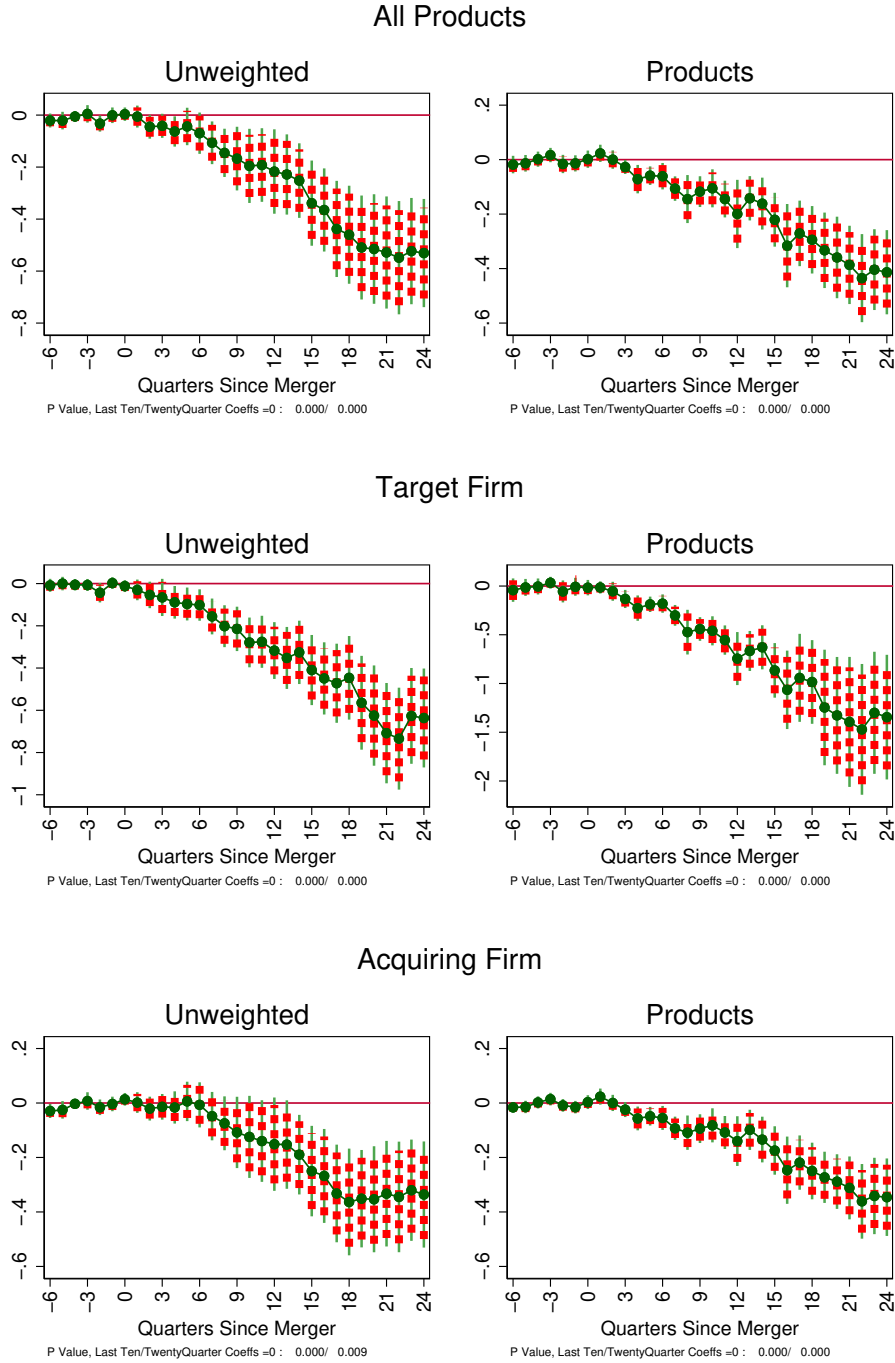 All Products
Unweighted
Products
0
-.2
-.4
-.6
-.8
-6 -3 0 3 6 9 12 15 18 21 24
Quarters Since Merger
P Value, Last Ten/TwentyQuarter Coeffs =0 : 0.000/ 0.000
.2
0
-.2
-.4
-.6
-6 -3 0 3 6 9 12 15 18 21 24
Quarters Since Merger
P Value, Last Ten/TwentyQuarter Coeffs =0 : 0.000/ 0.000
Target Firm
Unweighted
Products
0
-.2
-.4
-.6
-.8
-1
-6 -3 0 3 6 9 12 15 18 21 24
Quarters Since Merger
P Value, Last Ten/TwentyQuarter Coeffs =0 : 0.000/ 0.000
0
-.5
-1
-1.5
-2
-6 -3 0 3 6 9 12 15 18 21 24
Quarters Since Merger
P Value, Last Ten/TwentyQuarter Coeffs =0 : 0.000/ 0.000
Acquiring Firm
Unweighted
Products
.2
0
-.2
-.4
-.6
-6 -3 0 3 6 9 12 15 18 21 24
Quarters Since Merger
P Value, Last Ten/TwentyQuarter Coeffs =0 : 0.000/ 0.009
.2
0
-.2
-.4
-.6
-6 -3 0 3 6 9 12 15 18 21 24
Quarters Since Merger
P Value, Last Ten/TwentyQuarter Coeffs =0 : 0.000/ 0.000